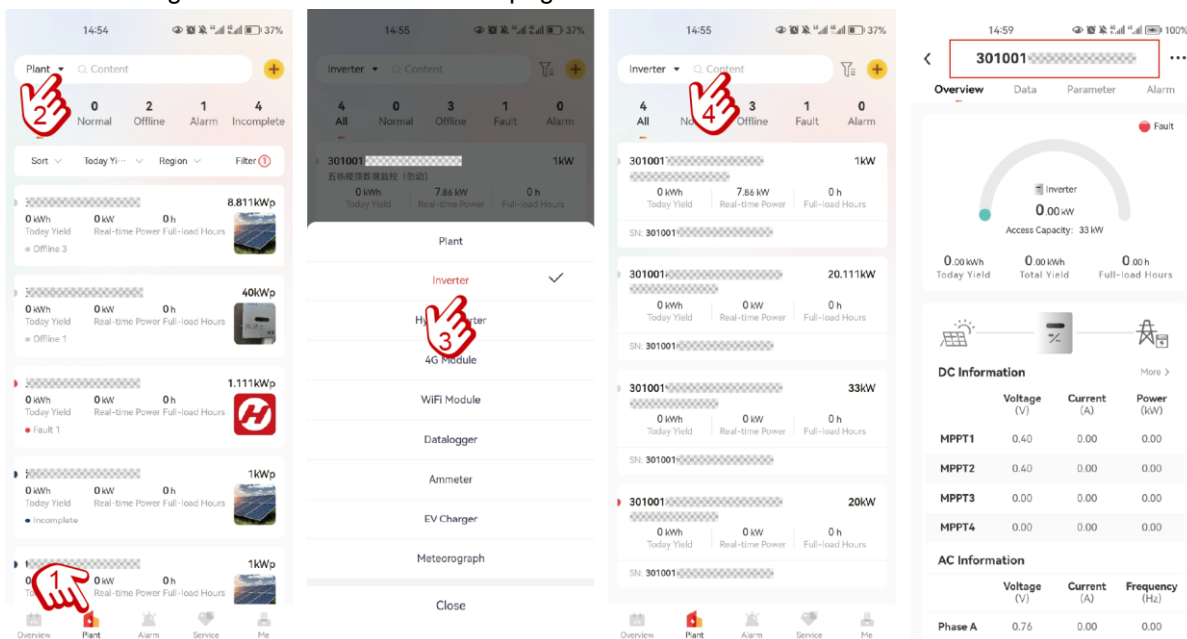 14:54 37%
Plant Content
2
0 2 1 4
Normal Offline Alarm Incomplete
Sort Today Yi··· Region Filter 1
8.811kWp
0 kWh 0 kW 0 h
Today Yield Real-time Power Full-load Hours
Offline 3
40kWp
0 kWh 0 kW 0 h
Today Yield Real-time Power Full-load Hours
Offline 1
1.111kWp
0 kWh 0 kW 0 h
Today Yield Real-time Power Full-load Hours
Fault 1
1kWp
0 kWh 0 kW 0 h
Today Yield Real-time Power Full-load Hours
Incomplete
1kWp
1
0 kW 0 h
Real-time Power Full-load Hours
Overview Plant Alarm Service Me
14:55 37%
Inverter Content
4 0 3 1 0
All Normal Offline Fault Alarm
301001 1kW
0 kWh 7.86 kW 0 h
Today Yield Real-time Power Full-load Hours
Plant
Inverter
3
4G Module
WiFi Module
Datalogger
Ammeter
EV Charger
Meteorograph
Close
14:55 37%
Inverter Content
4
4 3 1 0
All Offline Fault Alarm
301001 1kW
0 kWh 7.86 kW 0 h
Today Yield Real-time Power Full-load Hours
SN: 301001
301001 20.111kW
0 kWh 0 kW 0 h
Today Yield Real-time Power Full-load Hours
SN: 301001
301001 33kW
0 kWh 0 kW 0 h
Today Yield Real-time Power Full-load Hours
SN: 301001
301001 20kW
0 kWh 0 kW 0 h
Today Yield Real-time Power Full-load Hours
SN: 301001
Overview Plant Alarm Service Me
14:59 100%
301001
Overview Data Parameter Alarm
Fault
Inverter
0.00 kW
Access Capacity: 33 kW
0.00 kWh 0.00 kWh 0.00 h
Today Yield Total Yield Full-load Hours
DC Information More
Voltage Current Power
(V) (A) (kW)
MPPT1 0.40 0.00 0.00
MPPT2 0.40 0.00 0.00
MPPT3 0.00 0.00 0.00
MPPT4 0.00 0.00 0.00
AC Information
Voltage Current Frequency
(V) (A) (Hz)
Phase A 0.76 0.00 0.00